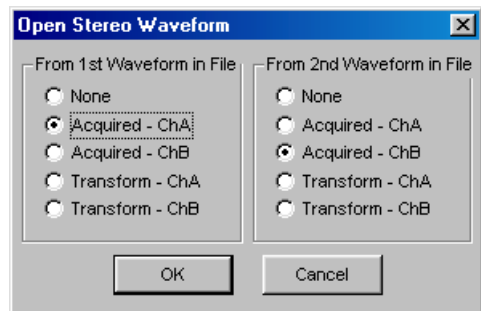 Open Stereo Waveform
From 1st Waveform in File
None
Acquired - ChA
Acquired - ChB
Transform - ChA
Transform - ChB
From 2nd Waveform in File
None
Acquired - ChA
Acquired - ChB
Transform - ChA
Transform - ChB
OK
Cancel